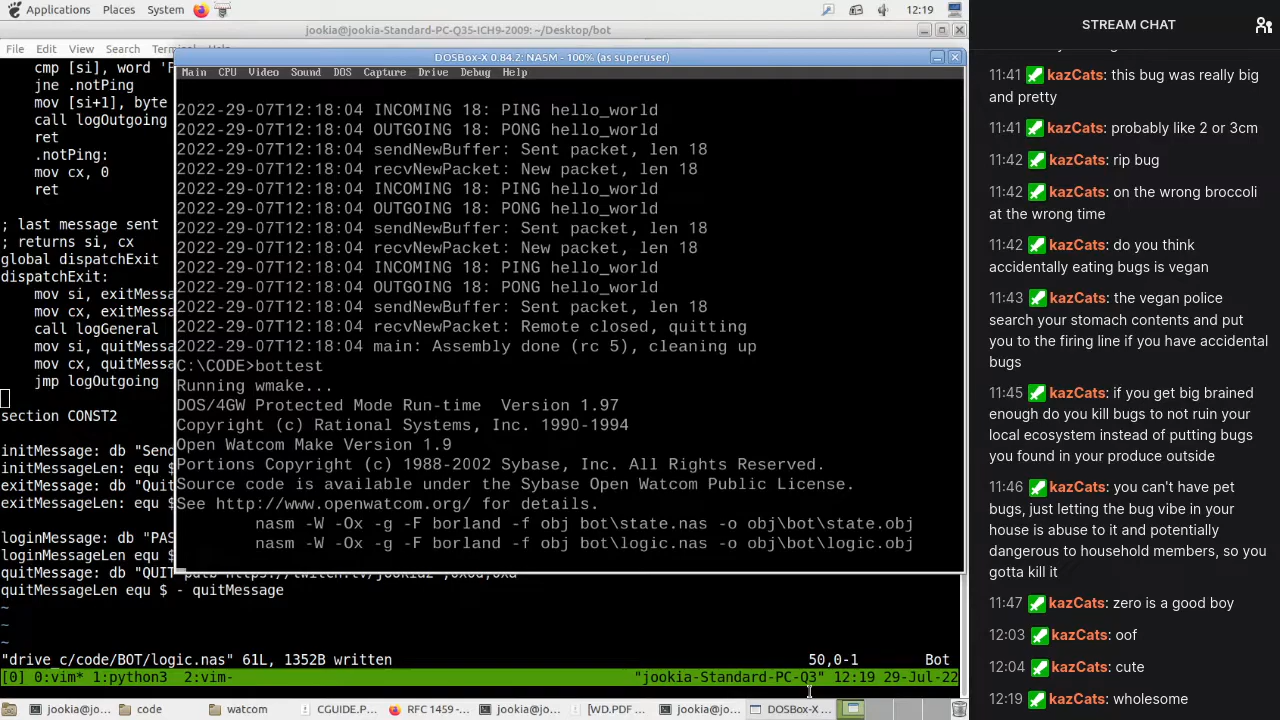 Applications Places System 12:19
jookia@jookia-Standard-PC-Q35-ICH9-2009: ~/Desktop/bot
File Edit View Search
cmp [si], word 'P
jne .notPing
mov [si+1], byte
call logOutgoing
ret
.notPing:
mov cx, 0
ret
; last message sent
; returns si, cx
global dispatchExit
dispatchExit:
mov si, exitMessa
mov cx, exitMessa
call logGeneral
mov si, quitMessa
mov cx, quitMessa
jmp logOutgoing
section CONST2
initMessage: db "Send
initMessageLen: equ $
exitMessage: db "Quit
exitMessageLen: equ $
loginMessage: db "PAS
loginMessageLen: equ $
quitMessage: db "QUIT
quitMessageLen equ $ - quitMessage
~
~
~
"drive_c/code/BOT/logic.nas" 61L, 1352B written 50,0-1 Bot
[0] 0:vim* 1:python3 2:vim- "jookia-Standard-PC-Q3" 12:19 29-Jul-22
DOSBox-X 0.84.2: NASM - 100% (as superuser)
Main CPU Video Sound DOS Capture Drive Debug Help
2022-29-07T12:18:04 INCOMING 18: PING hello_world
2022-29-07T12:18:04 OUTGOING 18: PONG hello_world
2022-29-07T12:18:04 sendNewBuffer: Sent packet, len 18
2022-29-07T12:18:04 recvNewPacket: New packet, len 18
2022-29-07T12:18:04 INCOMING 18: PING hello_world
2022-29-07T12:18:04 OUTGOING 18: PONG hello_world
2022-29-07T12:18:04 sendNewBuffer: Sent packet, len 18
2022-29-07T12:18:04 recvNewPacket: New packet, len 18
2022-29-07T12:18:04 INCOMING 18: PING hello_world
2022-29-07T12:18:04 OUTGOING 18: PONG hello_world
2022-29-07T12:18:04 sendNewBuffer: Sent packet, len 18
2022-29-07T12:18:04 recvNewPacket: Remote closed, quitting
2022-29-07T12:18:04 main: Assembly done (rc 5), cleaning up
C:\CODE>bottest
Running wmake...
DOS/4GW Protected Mode Run-time Version 1.97
Copyright (c) Rational Systems, Inc. 1990-1994
Open Watcom Make Version 1.9
Portions Copyright (c) 1988-2002 Sybase, Inc. All Rights Reserved.
Source code is available under the Sybase Open Watcom Public License.
See http://www.openwatcom.org/ for details.
nasm -W -Ox -g -F borland -f obj bot\state.nas -o obj\bot\state.obj
nasm -W -Ox -g -F borland -f obj bot\logic.nas -o obj\bot\logic.obj
jookia@jo... code watcom CGUIDE.P... RFC 1459 -... jookia@jo... [WD.PDF ... jookia@jo... DOSBox-X...
STREAM CHAT
11:41 kazCats: this bug was really big
and pretty
11:41 kazCats: probably like 2 or 3cm
11:42 kazCats: rip bug
11:42 kazCats: on the wrong broccoli
at the wrong time
11:42 kazCats: do you think
accidentally eating bugs is vegan
11:43 kazCats: the vegan police
search your stomach contents and put
you to the firing line if you have accidental
bugs
11:45 kazCats: if you get big brained
enough do you kill bugs to not ruin your
local ecosystem instead of putting bugs
you found in your produce outside
11:46 kazCats: you can't have pet
bugs, just letting the bug vibe in your
house is abuse to it and potentially
dangerous to household members, so you
gotta kill it
11:47 kazCats: zero is a good boy
12:03 kazCats: oof
12:04 kazCats: cute
12:19 kazCats: wholesome